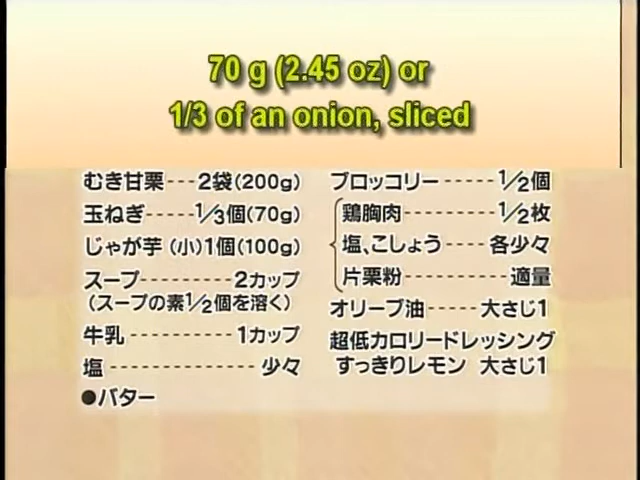 70 g (2.45 oz) or
1/3 of an onion, sliced
むき甘栗---2袋(200g)
玉ねぎ-----1/3個(70g)
じゃが芋(小)1個(100g)
スープ--------2カップ
(スープの素1/2個を溶く)
牛乳-----------1カップ
塩---------------少々
●バター
ブロッコリー-----1/2個
鶏胸肉---------1/2枚
塩、こしょう----各少々
片栗粉----------適量
オリーブ油-----大さじ1
超低カロリードレッシング
すっきりレモン 大さじ1